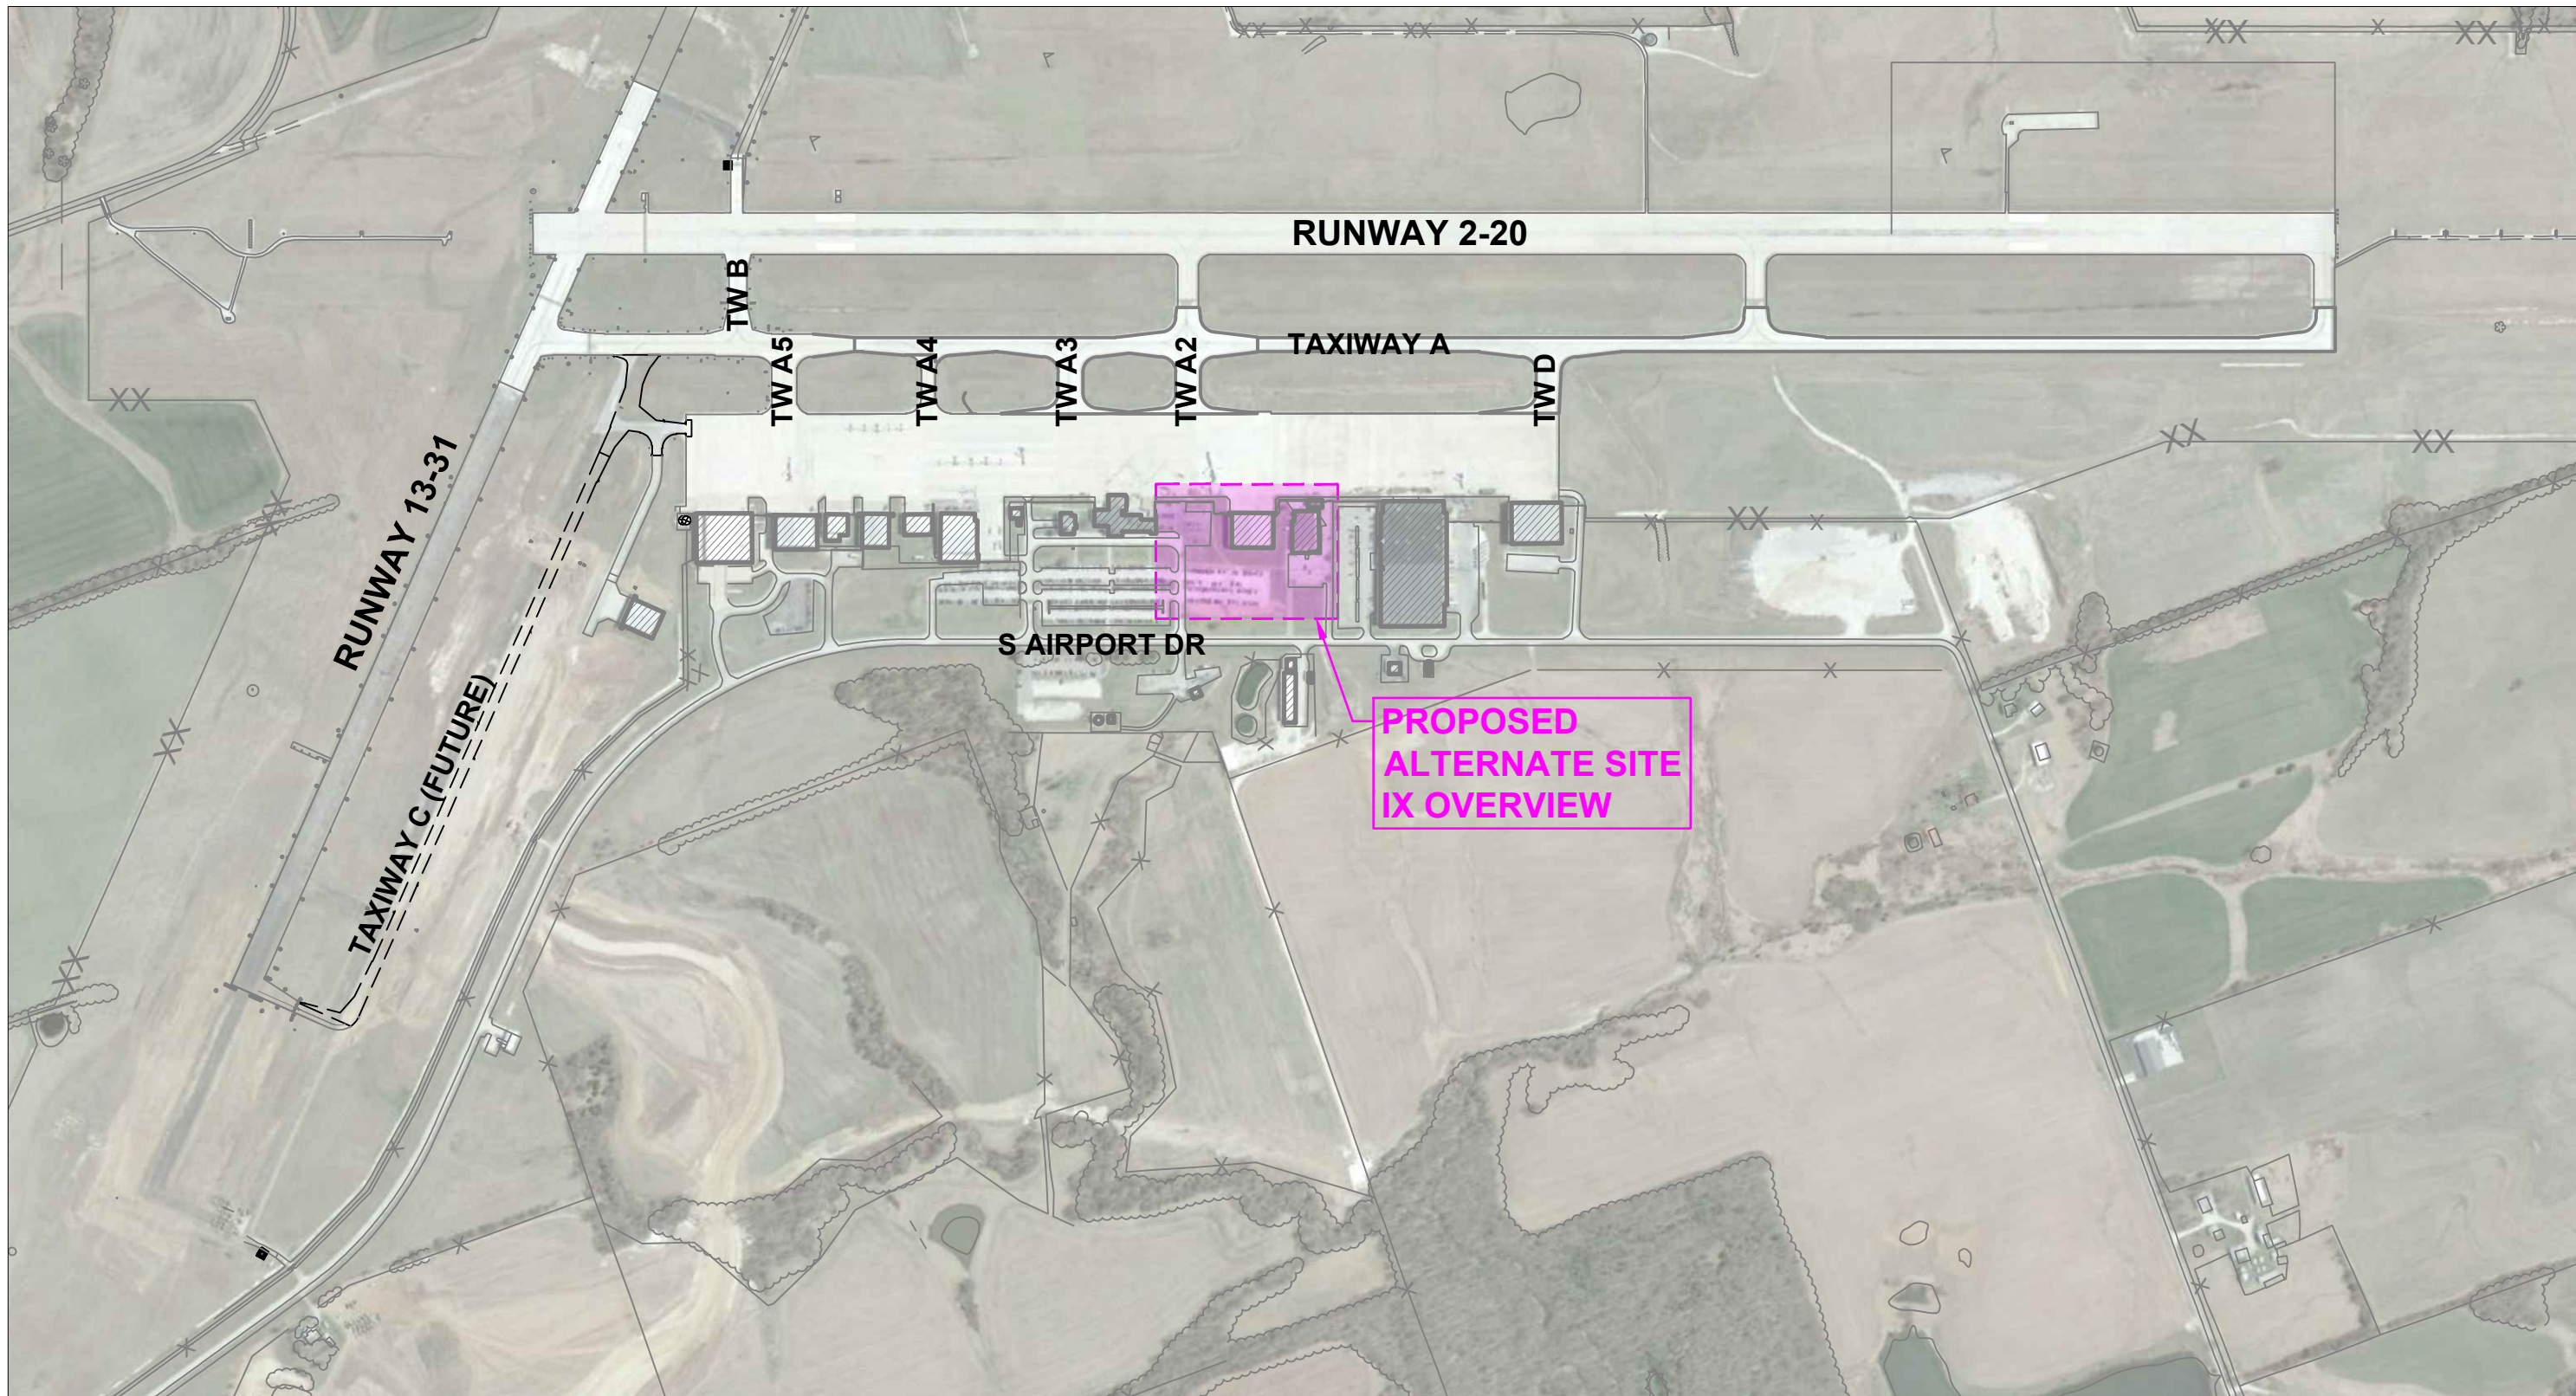 RUNWAY 2-20
TW B
TW A5
TW A4
TW A3
TW A2
TAXIWAY A
TW D
RUNWAY 13-31
TAXIWAY C (FUTURE)
S AIRPORT DR
PROPOSED
ALTERNATE SITE
IX OVERVIEW